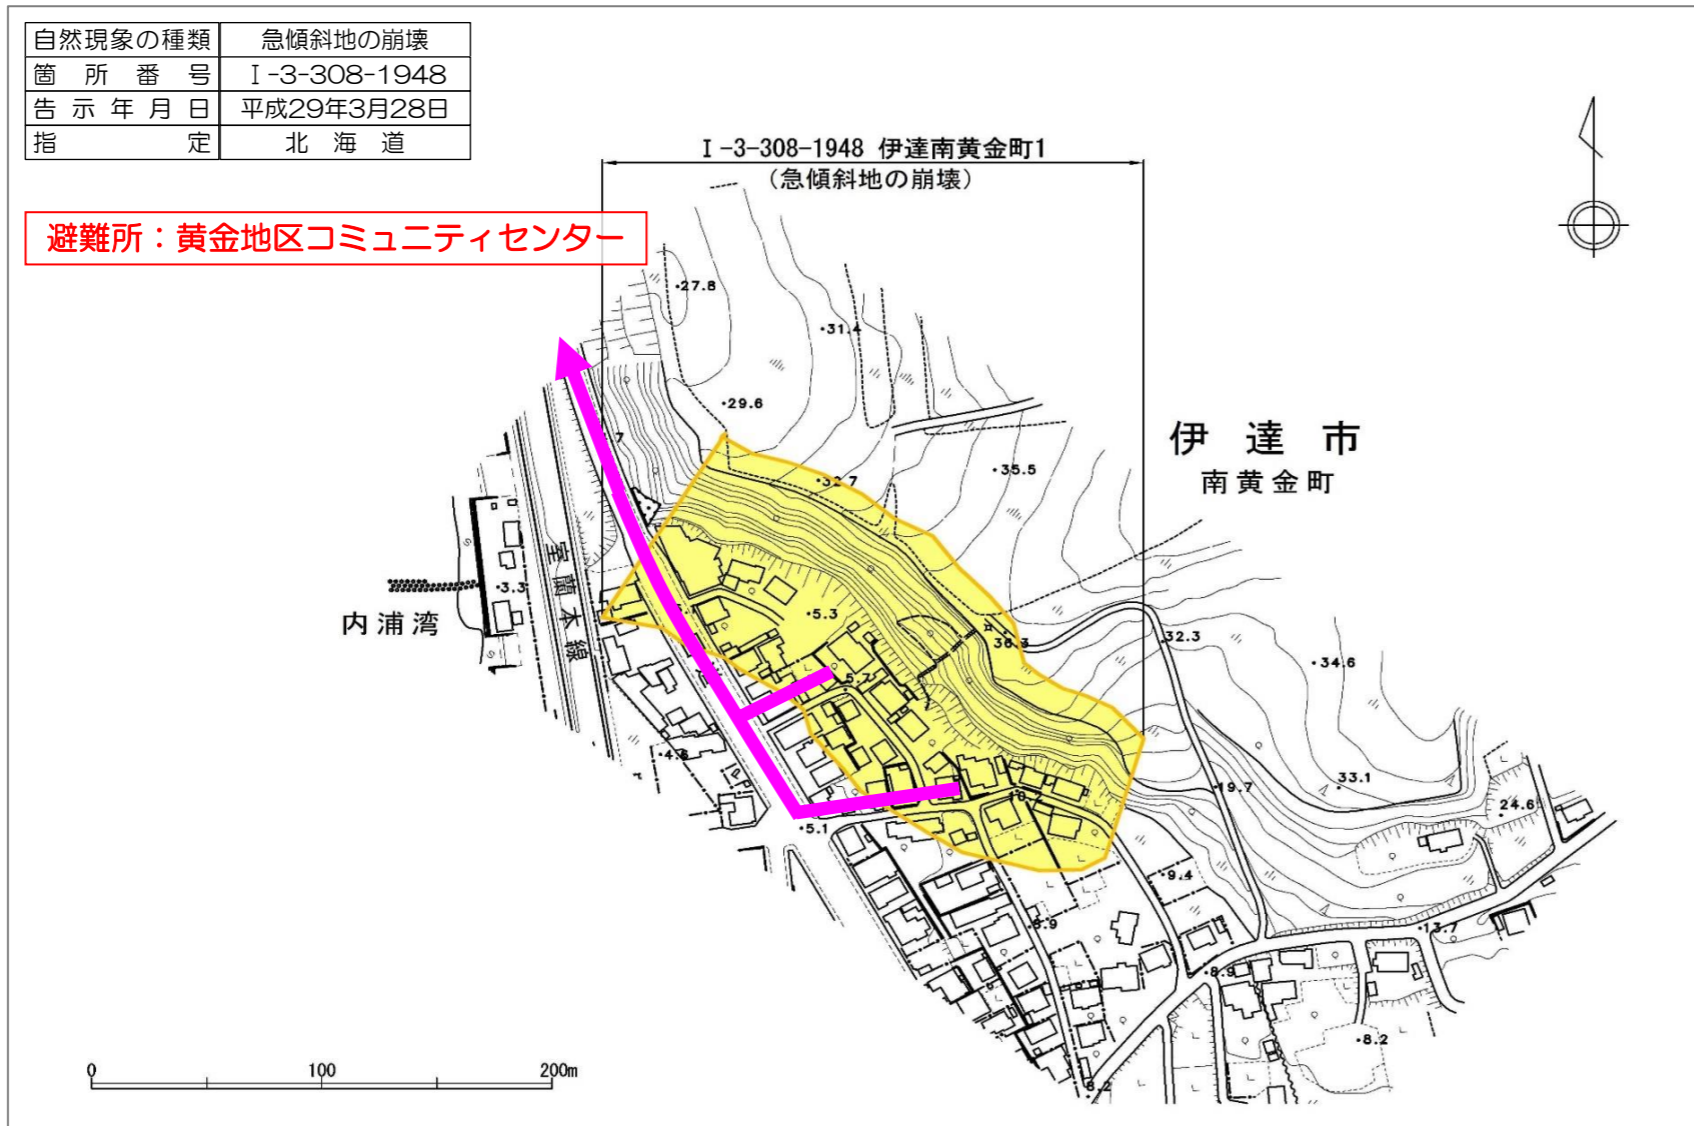 自然現象の種類 急傾斜地の崩壊
箇所番号 Ⅰ-3-308-1948
告示年月日 平成29年3月28日
指定 北海道
Ⅰ-3-308-1948 伊達南黄金町1
(急傾斜地の崩壊)
避難所：黄金地区コミュニティセンター
27.8
31.4
29.6
伊達市
南黄金町
35.5
32.7
室蘭本線
3.3
内浦湾
5.3
36.3
32.3
34.6
5.7
4.6
19.7
33.1
24.6
5.1
9.4
8.9
13.7
8.9
8.2
8.2
0 100 200m